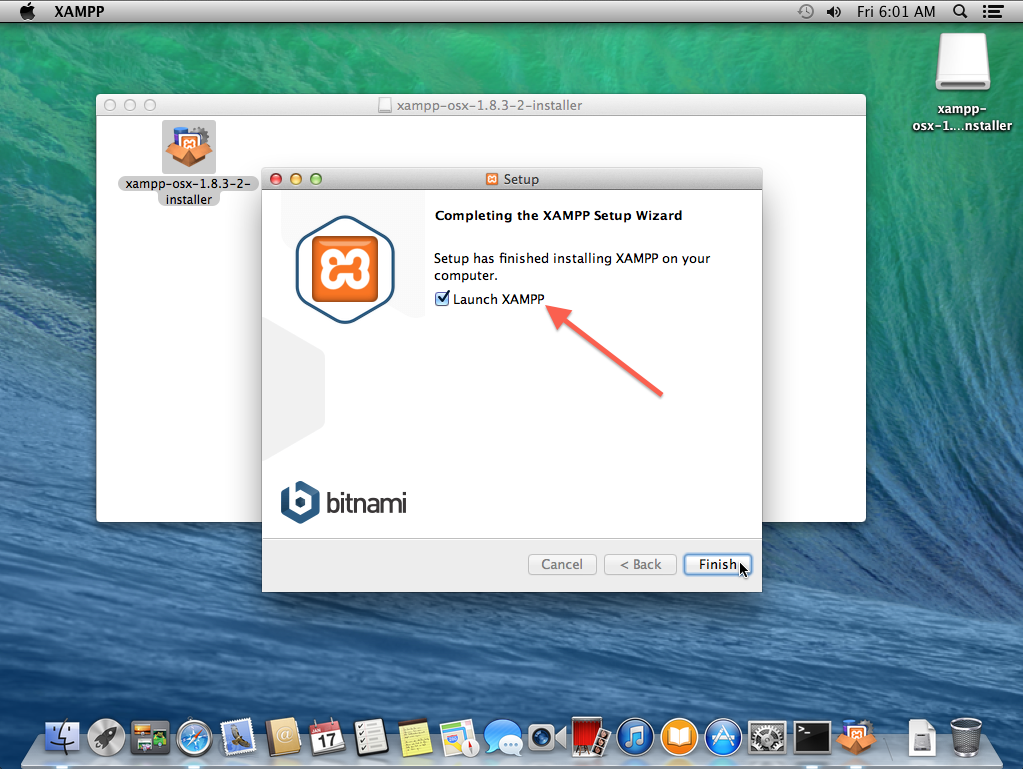 XAMPP
Fri 6:01 AM
xampp-osx-1.8.3-2-installer
xampp-
osx-1....nstaller
xampp-osx-1.8.3-2-
installer
Setup
Completing the XAMPP Setup Wizard
Setup has finished installing XAMPP on your
computer.
Launch XAMPP
bitnami
Cancel
< Back
Finish
JAN
17